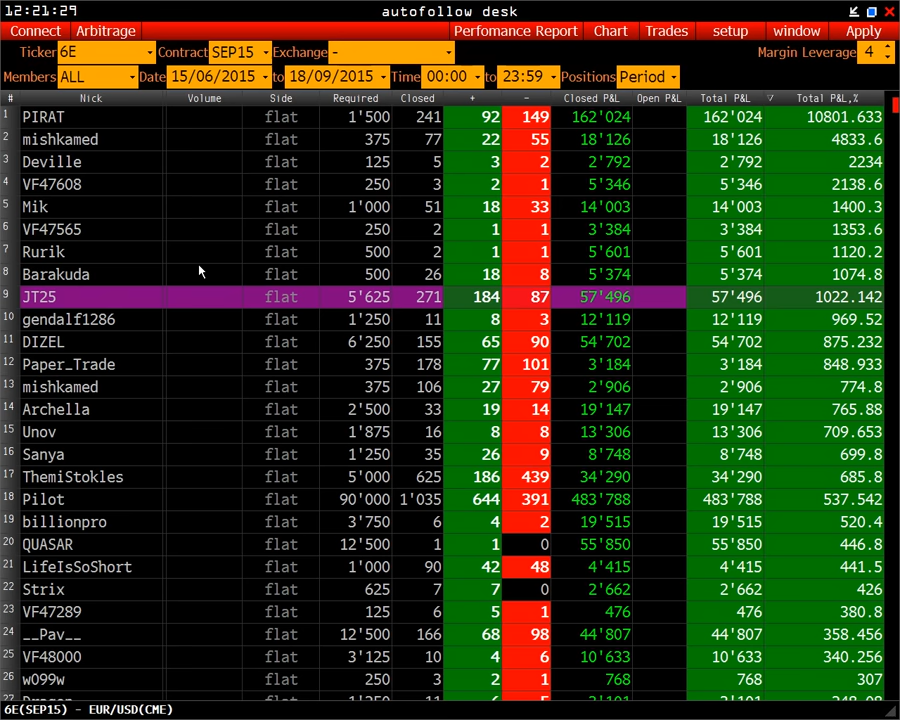 12:21:29 autofollow desk
Connect Arbitrage Perfomance Report Chart Trades setup window Apply
Ticker 6E Contract SEP15 Exchange - Margin Leverage 4
Members ALL Date 15/06/2015 to 18/09/2015 Time 00:00 to 23:59 Positions Period
# Nick Volume Side Required Closed + - Closed P&L Open P&L Total P&L Total P&L,%
1 PIRAT flat 1'500 241 92 149 162'024 162'024 10801.633
2 mishkamed flat 375 77 22 55 18'126 18'126 4833.6
3 Deville flat 125 5 3 2 2'792 2'792 2234
4 VF47608 flat 250 3 2 1 5'346 5'346 2138.6
5 Mik flat 1'000 51 18 33 14'003 14'003 1400.3
6 VF47565 flat 250 2 1 1 3'384 3'384 1353.6
7 Rurik flat 500 2 1 1 5'601 5'601 1120.2
8 Barakuda flat 500 26 18 8 5'374 5'374 1074.8
9 JT25 flat 5'625 271 184 87 57'496 57'496 1022.142
10 gendalf1286 flat 1'250 11 8 3 12'119 12'119 969.52
11 DIZEL flat 6'250 155 65 90 54'702 54'702 875.232
12 Paper_Trade flat 375 178 77 101 3'184 3'184 848.933
13 mishkamed flat 375 106 27 79 2'906 2'906 774.8
14 Archella flat 2'500 33 19 14 19'147 19'147 765.88
15 Unov flat 1'875 16 8 8 13'306 13'306 709.653
16 Sanya flat 1'250 35 26 9 8'748 8'748 699.8
17 ThemiStokles flat 5'000 625 186 439 34'290 34'290 685.8
18 Pilot flat 90'000 1'035 644 391 483'788 483'788 537.542
19 billionpro flat 3'750 6 4 2 19'515 19'515 520.4
20 QUASAR flat 12'500 1 1 0 55'850 55'850 446.8
21 LifeIsSoShort flat 1'000 90 42 48 4'415 4'415 441.5
22 Strix flat 625 7 7 0 2'662 2'662 426
23 VF47289 flat 125 6 5 1 476 476 380.8
24 __Pav__ flat 12'500 166 68 98 44'807 44'807 358.456
25 VF48000 flat 3'125 10 4 6 10'633 10'633 340.256
26 w099w flat 250 3 2 1 768 768 307
6E(SEP15) - EUR/USD(CME)